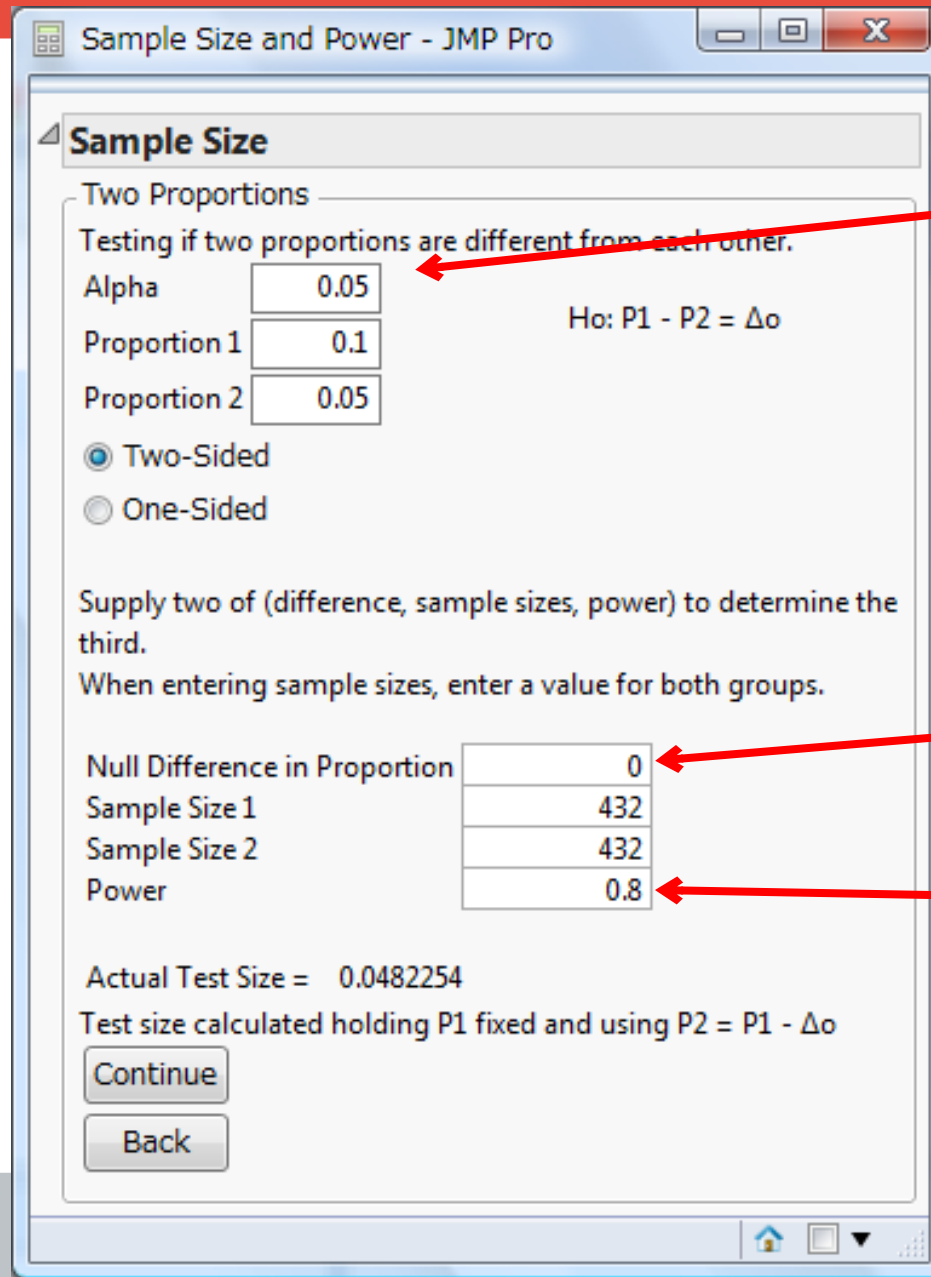 Sample Size and Power - JMP Pro
Sample Size
Two Proportions
Testing if two proportions are different from each other.
Alpha 0.05
Ho: P1 - P2 = Δo
Proportion 1 0.1
Proportion 2 0.05
Two-Sided
One-Sided
Supply two of (difference, sample sizes, power) to determine the
third.
When entering sample sizes, enter a value for both groups.
Null Difference in Proportion 0
Sample Size 1 432
Sample Size 2 432
Power 0.8
Actual Test Size = 0.0482254
Test size calculated holding P1 fixed and using P2 = P1 - Δo
Continue
Back